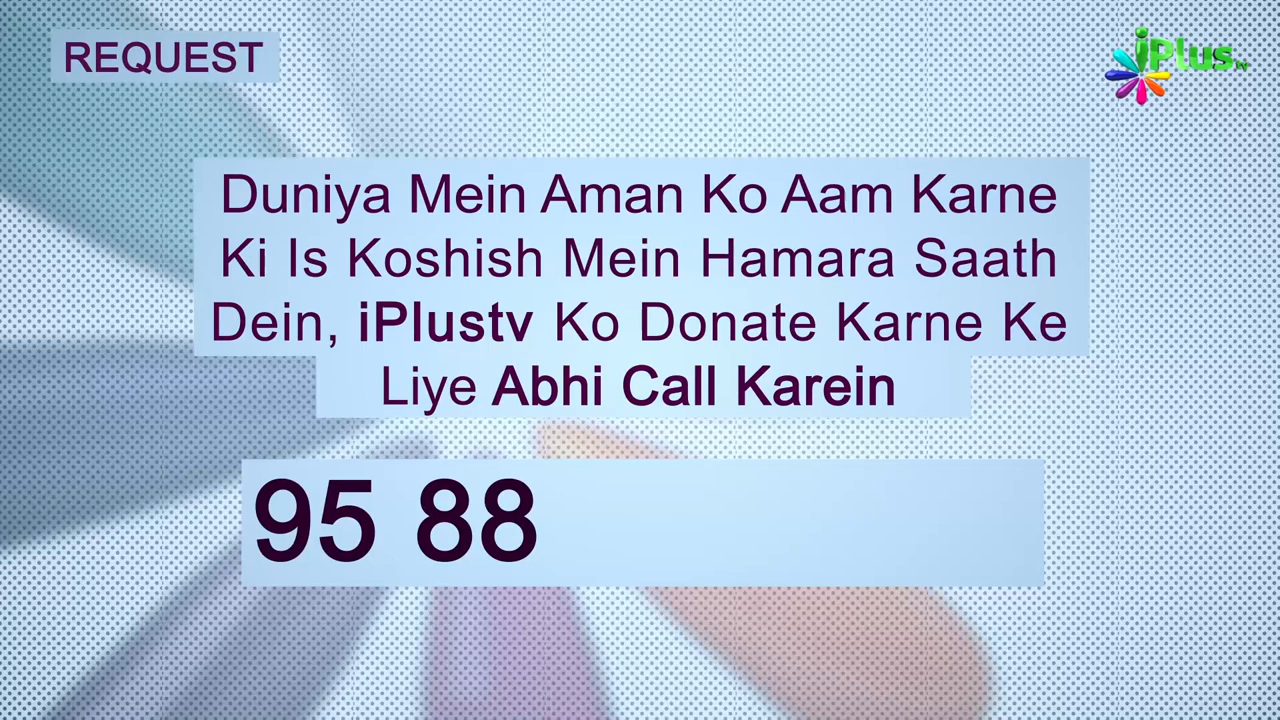 REQUEST
iPlus tv
Duniya Mein Aman Ko Aam Karne
Ki Is Koshish Mein Hamara Saath
Dein, iPlustv Ko Donate Karne Ke
Liye Abhi Call Karein
95 88